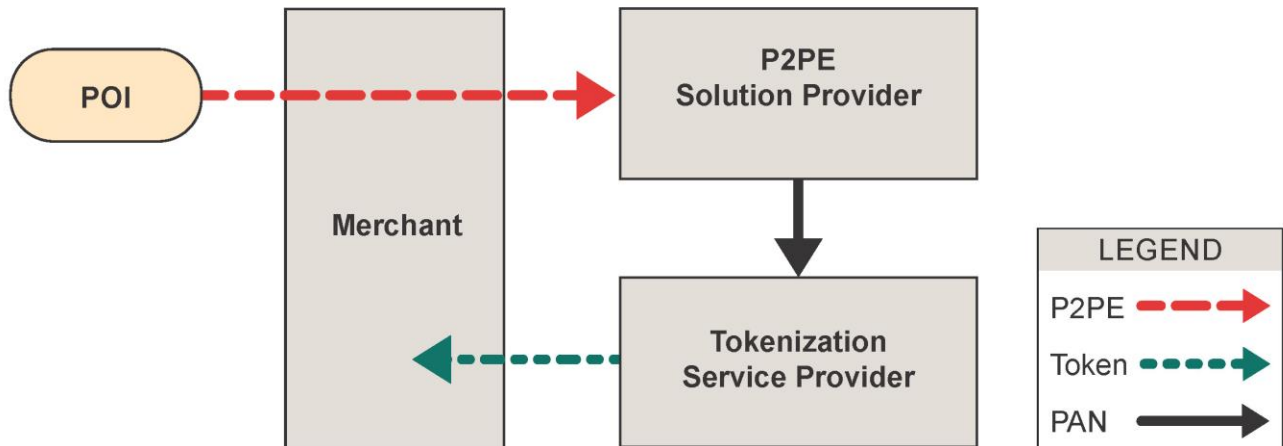 POI
Merchant
P2PE
Solution Provider
Tokenization
Service Provider
LEGEND
P2PE
Token
PAN